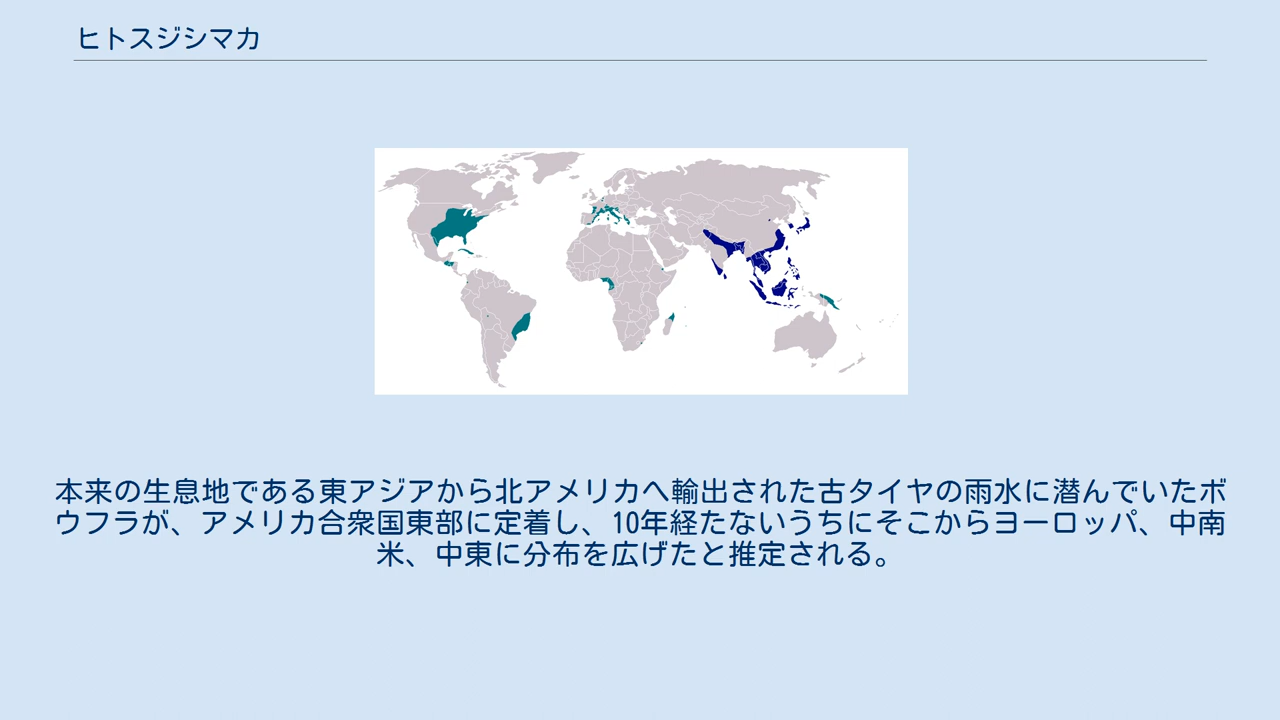 ヒトスジシマカ
本来の生息地である東アジアから北アメリカへ輸出された古タイヤの雨水に潜んでいたボ
ウフラが、アメリカ合衆国東部に定着し、10年経たないうちにそこからヨーロッパ、中南
米、中東に分布を広げたと推定される。